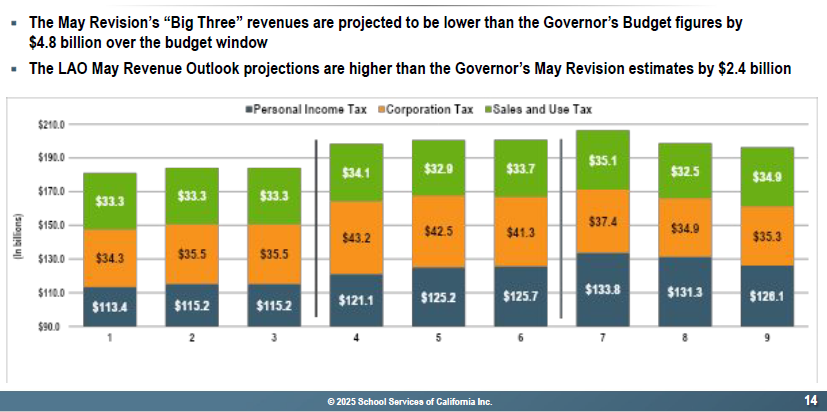 ▪ The May Revision's “Big Three” revenues are projected to be lower than the Governor's Budget figures by
$4.8 billion over the budget window
▪ The LAO May Revenue Outlook projections are higher than the Governor's May Revision estimates by $2.4 billion
Personal Income Tax Corporation Tax Sales and Use Tax
(In billions)
$210.0
$190.0
$170.0
$150.0
$130.0
$110.0
$90.0
$33.3 $33.3 $33.3 $34.1 $32.9 $33.7 $35.1 $32.5 $34.9
$34.3 $35.5 $35.5 $43.2 $42.5 $41.3 $37.4 $34.9 $35.3
$113.4 $115.2 $115.2 $121.1 $125.2 $125.7 $133.8 $131.3 $126.1
1 2 3 4 5 6 7 8 9
© 2025 School Services of California Inc.
14